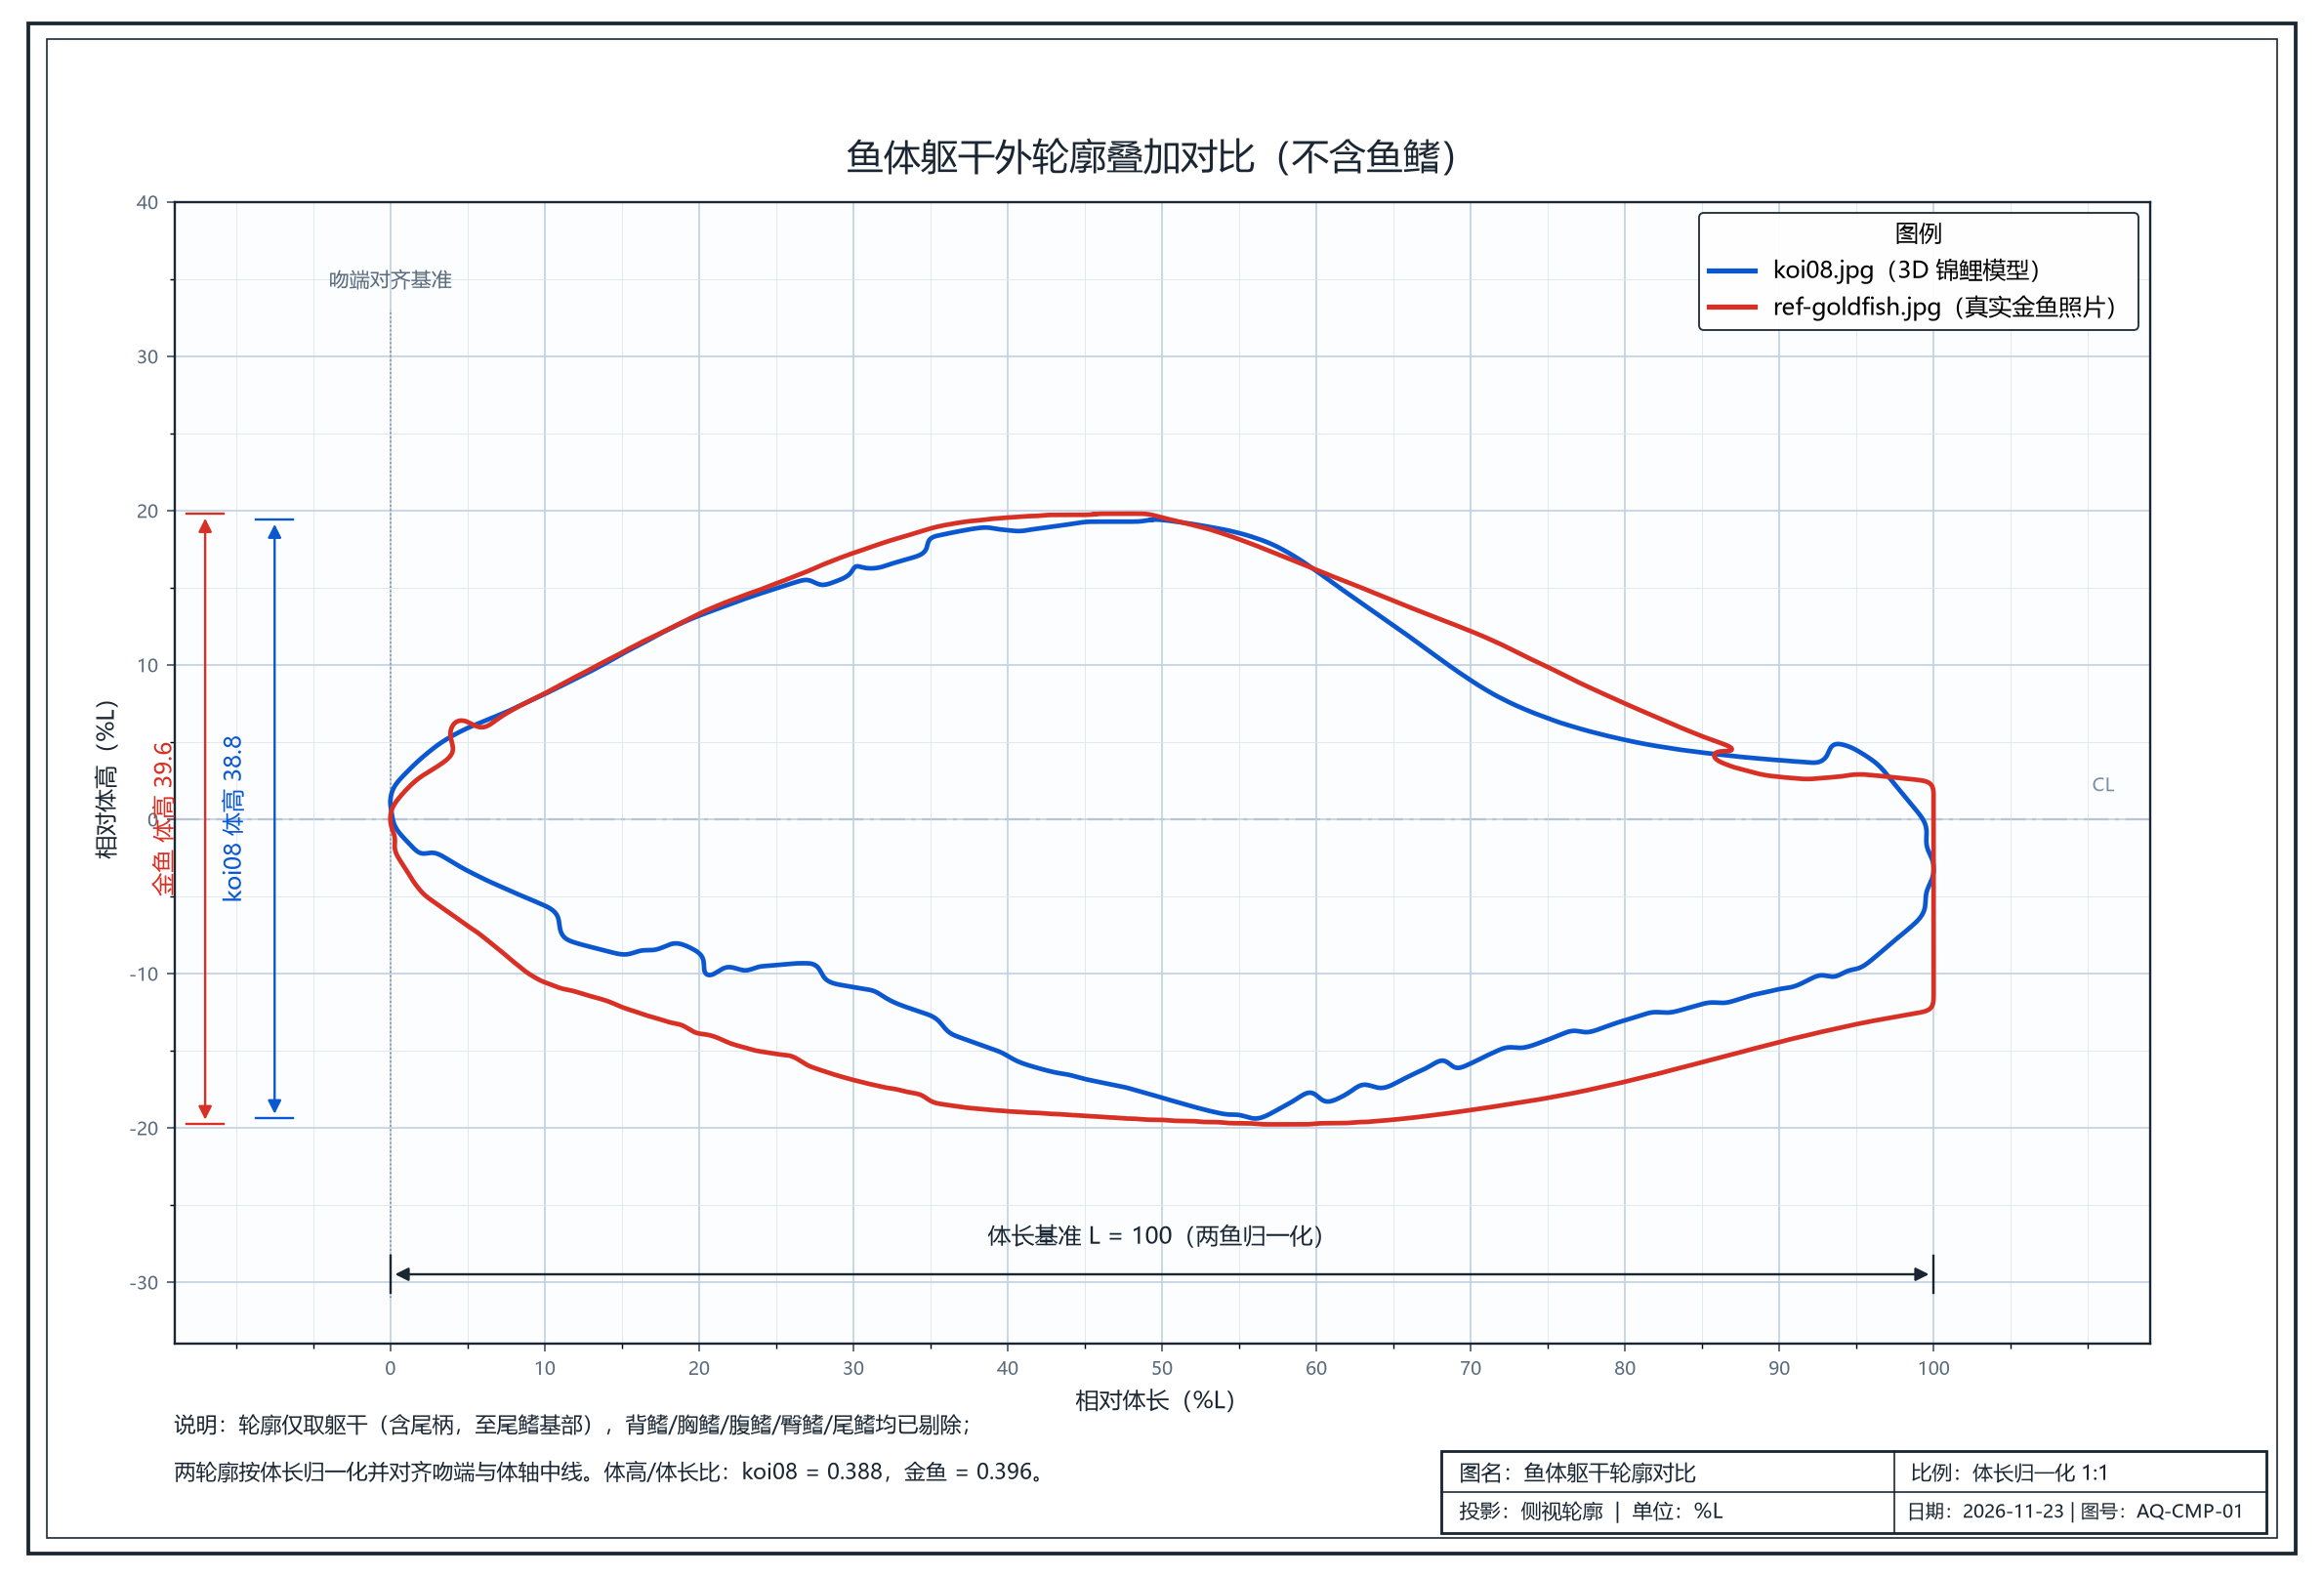 鱼体躯干外轮廓叠加对比（不含鱼鳍）
图例
koi08.jpg（3D 锦鲤模型）
ref-goldfish.jpg（真实金鱼照片）
吻端对齐基准
40
30
20
10
0
-10
-20
-30
相对体高（%L）
金鱼 体高 39.6
koi08 体高 38.8
CL
体长基准 L = 100（两鱼归一化）
0 10 20 30 40 50 60 70 80 90 100
相对体长（%L）
说明：轮廓仅取躯干（含尾柄，至尾鳍基部），背鳍/胸鳍/腹鳍/臀鳍/尾鳍均已剔除；
两轮廓按体长归一化并对齐吻端与体轴中线。体高/体长比：koi08 = 0.388，金鱼 = 0.396。
图名：鱼体躯干轮廓对比
比例：体长归一化 1:1
投影：侧视轮廓 | 单位：%L
日期：2026-11-23 | 图号：AQ-CMP-01